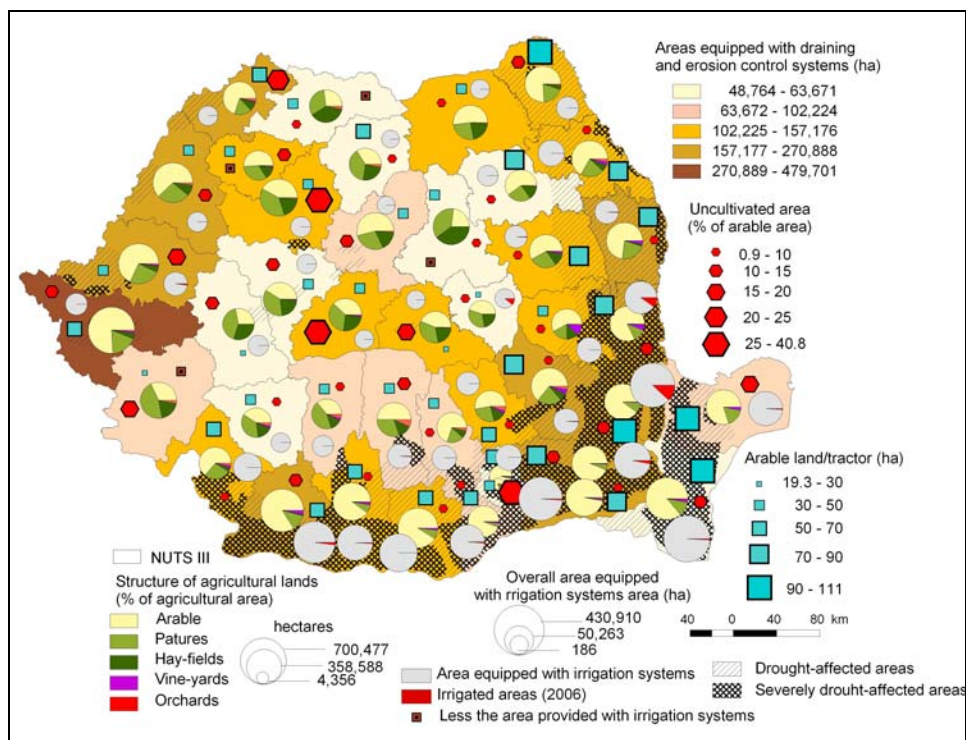 Areas equipped with draining
and erosion control systems (ha)
48,764 - 63,671
63,672 - 102,224
102,225 - 157,176
157,177 - 270,888
270,889 - 479,701
Uncultivated area
(% of arable area)
0.9 - 10
10 - 15
15 - 20
20 - 25
25 - 40.8
Arable land/tractor (ha)
19.3 - 30
30 - 50
50 - 70
70 - 90
90 - 111
40 0 40 80 km
NUTS III
Structure of agricultural lands
(% of agricultural area)
Arable
Patures
Hay-fields
Vine-yards
Orchards
hectares
700,477
358,588
4,356
Overall area equipped
with rrigation systems area (ha)
430,910
50,263
186
Area equipped with irrigation systems
Irrigated areas (2006)
Less the area provided with irrigation systems
Drought-affected areas
Severely drouht-affected areas